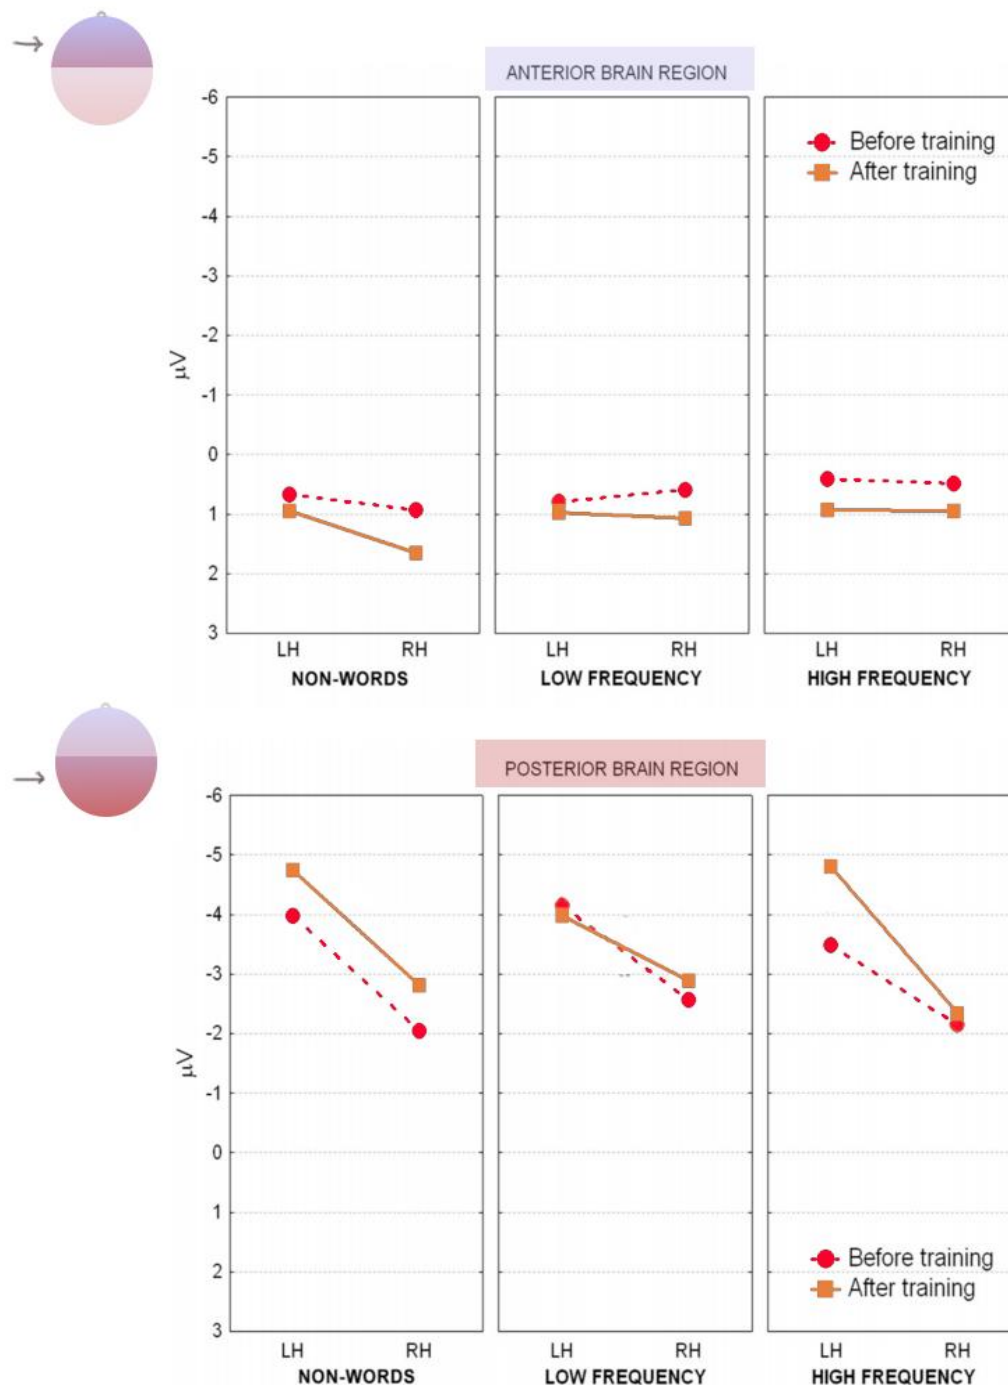 ANTERIOR BRAIN REGION
-6
-5
-4
-3
-2
-1
0
1
2
3
μV
Before training
After training
LH RH LH RH LH RH
NON-WORDS LOW FREQUENCY HIGH FREQUENCY
POSTERIOR BRAIN REGION
-6
-5
-4
-3
-2
-1
0
1
2
3
μV
Before training
After training
LH RH LH RH LH RH
NON-WORDS LOW FREQUENCY HIGH FREQUENCY